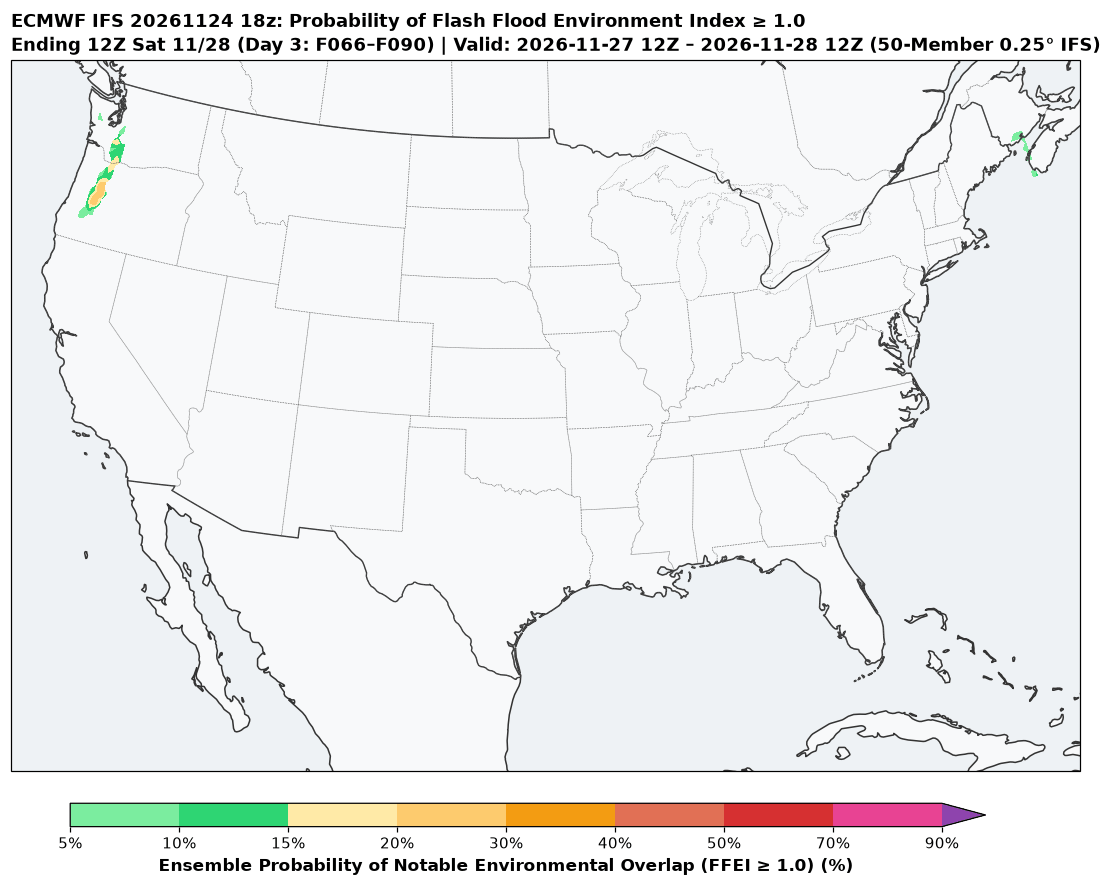 ECMWF IFS 20261124 18z: Probability of Flash Flood Environment Index ≥ 1.0
Ending 12Z Sat 11/28 (Day 3: F066–F090) | Valid: 2026-11-27 12Z – 2026-11-28 12Z (50-Member 0.25° IFS)
5% 10% 15% 20% 30% 40% 50% 70% 90%
Ensemble Probability of Notable Environmental Overlap (FFEI ≥ 1.0) (%)